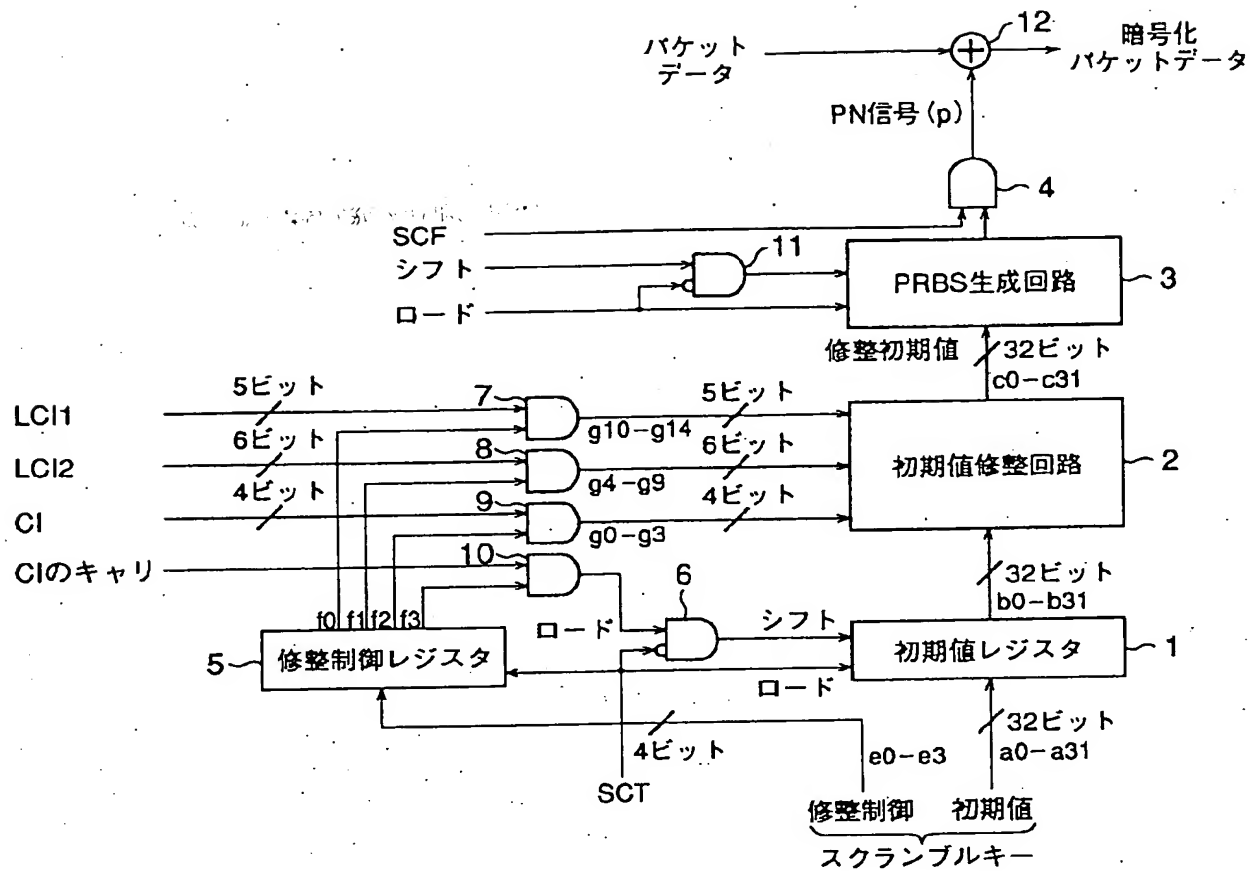 パケット
データ
12
暗号化
パケットデータ
PN信号(p)
4
SCF
シフト
ロード
11
PRBS生成回路
3
修整初期値
32ビット
c0-c31
LCI1
5ビット
7
g10-g14
5ビット
LCI2
6ビット
8
g4-g9
6ビット
初期値修整回路
2
CI
4ビット
9
g0-g3
4ビット
CIのキャリ
10
32ビット
b0-b31
f0 f1 f2 f3
ロード
6
シフト
5
修整制御レジスタ
初期値レジスタ
1
ロード
4ビット
e0-e3
32ビット
a0-a31
SCT
修整制御 初期値
スクランブルキー